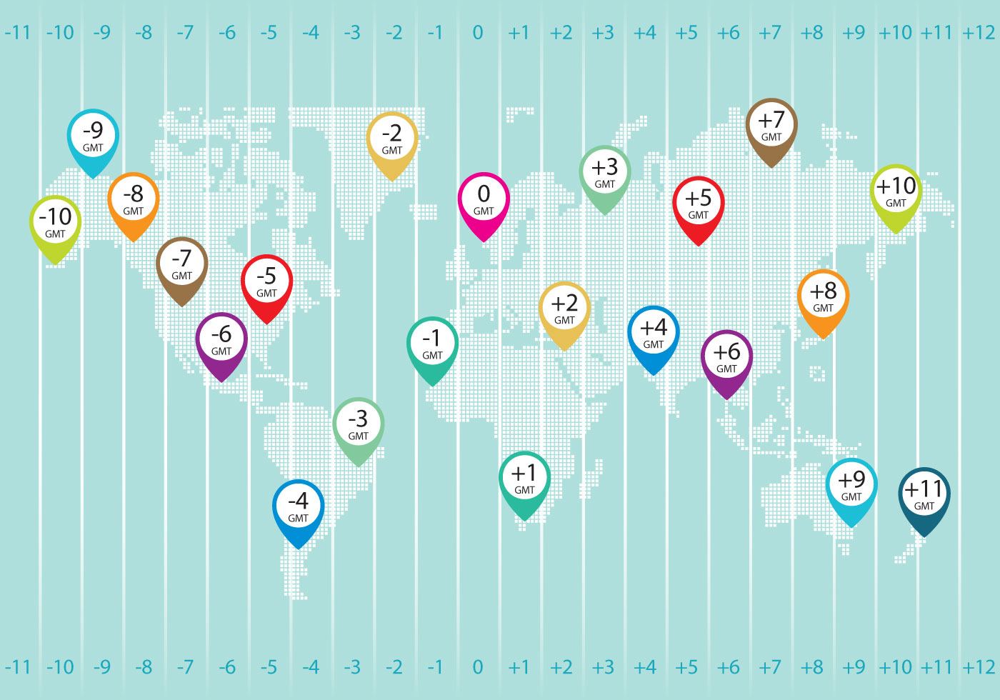 -11 -10 -9 -8 -7 -6 -5 -4 -3 -2 -1 0 +1 +2 +3 +4 +5 +6 +7 +8 +9 +10 +11 +12
+7
GMT
-9
GMT
-2
GMT
+3
GMT
-8
GMT
0
GMT
+5
GMT
+10
GMT
-10
GMT
-7
GMT
-5
GMT
+2
GMT
+8
GMT
-6
GMT
-1
GMT
+4
GMT
+6
GMT
-3
GMT
+1
GMT
+9
GMT
-4
GMT
+11
GMT
-11 -10 -9 -8 -7 -6 -5 -4 -3 -2 -1 0 +1 +2 +3 +4 +5 +6 +7 +8 +9 +10 +11 +12